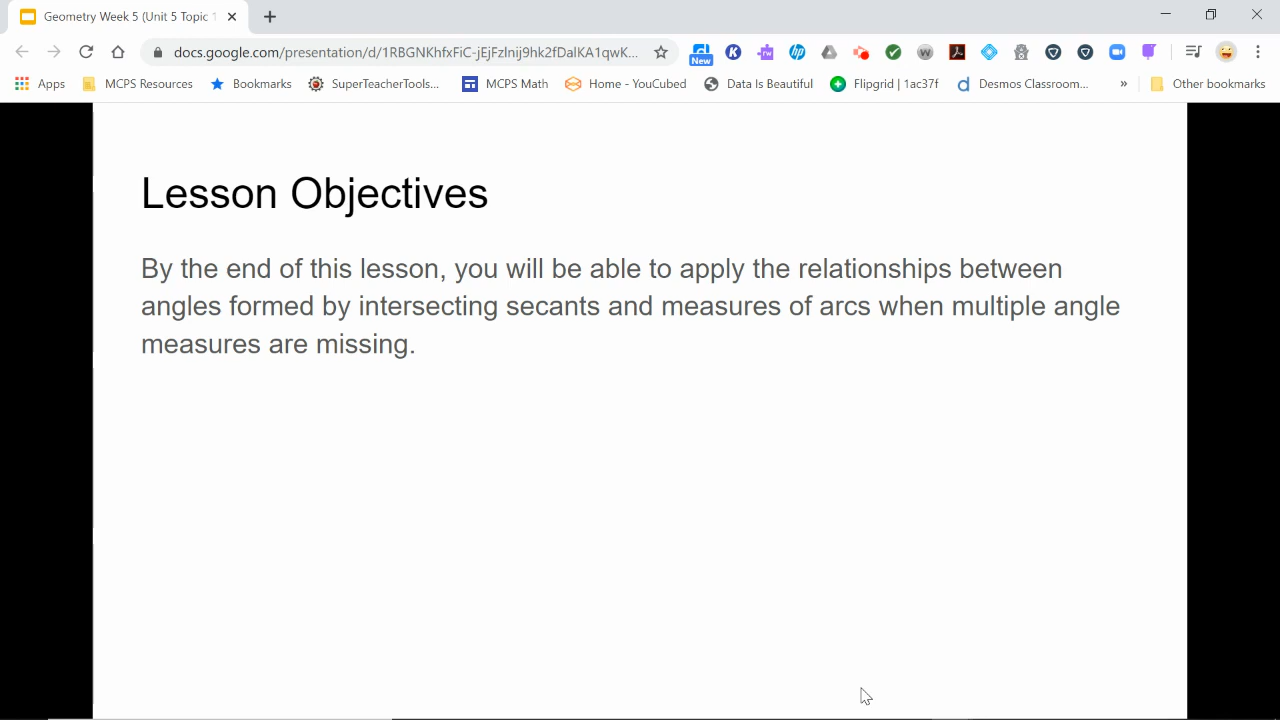 Geometry Week 5 (Unit 5 Topic 1
docs.google.com/presentation/d/1RBGNKhfxFiC-jEjFzInij9hk2fDalKA1qwK...
New
Apps MCPS Resources Bookmarks SuperTeacherTools... MCPS Math Home - YouCubed Data Is Beautiful Flipgrid | 1ac37f Desmos Classroom... » Other bookmarks
Lesson Objectives
By the end of this lesson, you will be able to apply the relationships between
angles formed by intersecting secants and measures of arcs when multiple angle
measures are missing.